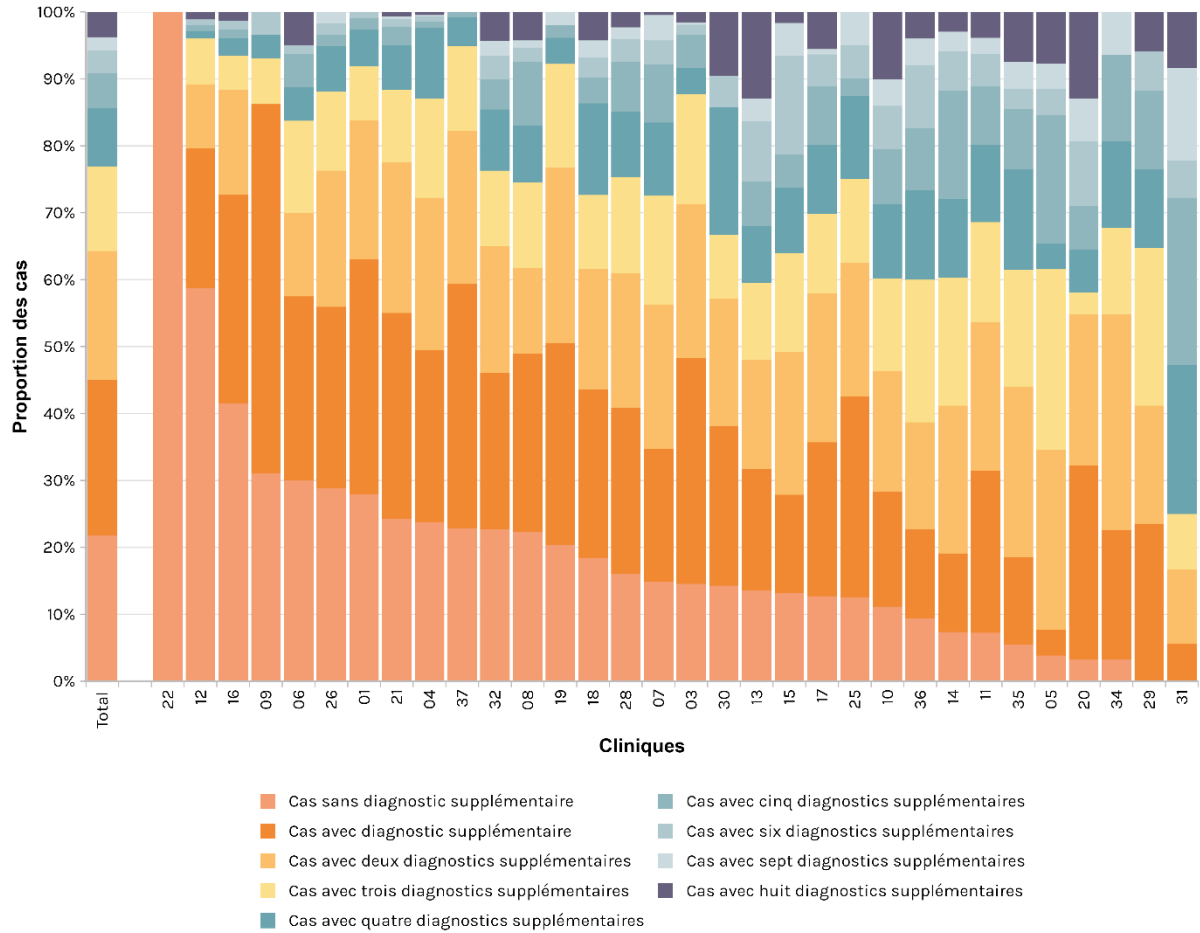 100%
90%
80%
70%
60%
50%
40%
30%
20%
10%
0%
Proportion des cas
Total 22 12 16 09 06 26 01 21 04 37 32 08 19 18 28 07 03 30 13 15 17 25 10 36 14 11 35 05 20 34 29 31
Cliniques
Cas sans diagnostic supplémentaire
Cas avec diagnostic supplémentaire
Cas avec deux diagnostics supplémentaires
Cas avec trois diagnostics supplémentaires
Cas avec quatre diagnostics supplémentaires
Cas avec cinq diagnostics supplémentaires
Cas avec six diagnostics supplémentaires
Cas avec sept diagnostics supplémentaires
Cas avec huit diagnostics supplémentaires